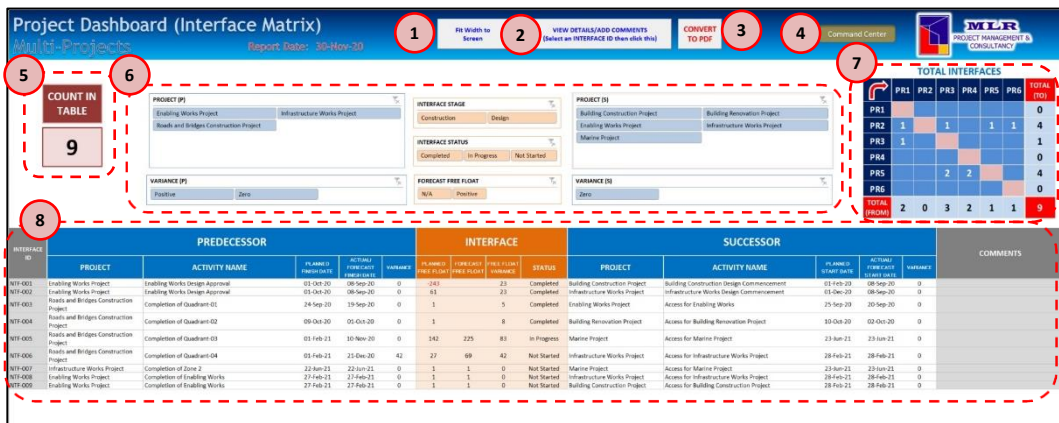 Project Dashboard (Interface Matrix)
Multi-Projects
Report Date: 30-Nov-20
1
Fit Width to
Screen
2
VIEW DETAILS/ADD COMMENTS
(Select an INTERFACE ID then click this)
CONVERT
TO PDF
3
4
Command Center
MLR
PROJECT MANAGEMENT &
CONSULTANCY
5
COUNT IN
TABLE
9
6
PROJECT (P)
Enabling Works Project Infrastructure Works Project
Roads and Bridges Construction Project
VARIANCE (P)
Positive Zero
INTERFACE STAGE
Construction Design
INTERFACE STATUS
Completed In Progress Not Started
FORECAST FREE FLOAT
N/A Positive
PROJECT (S)
Building Construction Project Building Renovation Project
Enabling Works Project Infrastructure Works Project
Marine Project
VARIANCE (S)
Zero
7
TOTAL INTERFACES
PR1 PR2 PR3 PR4 PR5 PR6 TOTAL (TO)
PR1 0
PR2 1 1 1 1 4
PR3 1 1
PR4 0
PR5 2 2 4
PR6 0
TOTAL (FROM) 2 0 3 2 1 1 9
8
INTERFACE ID PREDECESSOR INTERFACE SUCCESSOR COMMENTS
PROJECT ACTIVITY NAME PLANNED FINISH DATE ACTUAL/ FORECAST FINISH DATE VARIANCE PLANNED FREE FLOAT FORECAST FREE FLOAT FREE FLOAT VARIANCE STATUS PROJECT ACTIVITY NAME PLANNED START DATE ACTUAL/ FORECAST START DATE VARIANCE
NTF-001 Enabling Works Project Enabling Works Design Approval 01-Oct-20 08-Sep-20 0 -243 23 Completed Building Construction Project Building Construction Design Commencement 01-Feb-20 08-Sep-20 0
NTF-002 Enabling Works Project Enabling Works Design Approval 01-Oct-20 08-Sep-20 0 61 23 Completed Infrastructure Works Project Infrastructure Works Design Commencement 01-Dec-20 08-Sep-20 0
NTF-003 Roads and Bridges Construction Project Completion of Quadrant-01 24-Sep-20 19-Sep-20 0 1 5 Completed Enabling Works Project Access for Enabling Works 25-Sep-20 20-Sep-20 0
NTF-004 Roads and Bridges Construction Project Completion of Quadrant-02 09-Oct-20 01-Oct-20 0 1 8 Completed Building Renovation Project Access for Building Renovation Project 10-Oct-20 02-Oct-20 0
NTF-005 Roads and Bridges Construction Project Completion of Quadrant-03 01-Feb-21 10-Nov-20 0 142 225 83 In Progress Marine Project Access for Marine Project 23-Jun-21 23-Jun-21 0
NTF-006 Roads and Bridges Construction Project Completion of Quadrant-04 01-Feb-21 21-Dec-20 42 27 69 42 Not Started Infrastructure Works Project Access for Infrastructure Works Project 28-Feb-21 28-Feb-21 0
NTF-007 Infrastructure Works Project Completion of Zone 2 22-Jun-21 22-Jun-21 0 1 1 0 Not Started Marine Project Access for Marine Project 23-Jun-21 23-Jun-21 0
NTF-008 Enabling Works Project Completion of Enabling Works 27-Feb-21 27-Feb-21 0 1 1 0 Not Started Infrastructure Works Project Access for Infrastructure Works Project 28-Feb-21 28-Feb-21 0
NTF-009 Enabling Works Project Completion of Enabling Works 27-Feb-21 27-Feb-21 0 1 1 0 Not Started Building Construction Project Access for Building Construction Project 28-Feb-21 28-Feb-21 0